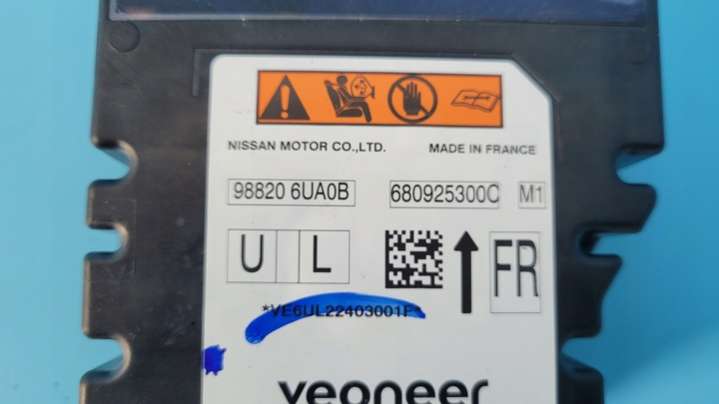 NISSAN MOTOR CO.,LTD. MADE IN FRANCE
98820 6UA0B 680925300C M1
U L FR
*VE6UL22403001F*
veoneer